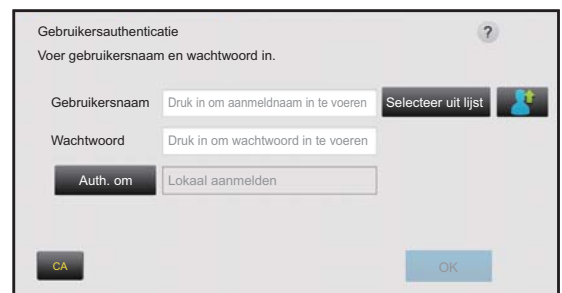 Gebruikersauthenticatie
?
Voer gebruikersnaam en wachtwoord in.
Gebruikersnaam Druk in om aanmeldnaam in te voeren Selecteer uit lijst
Wachtwoord Druk in om wachtwoord in te voeren
Auth. om Lokaal aanmelden
CA OK